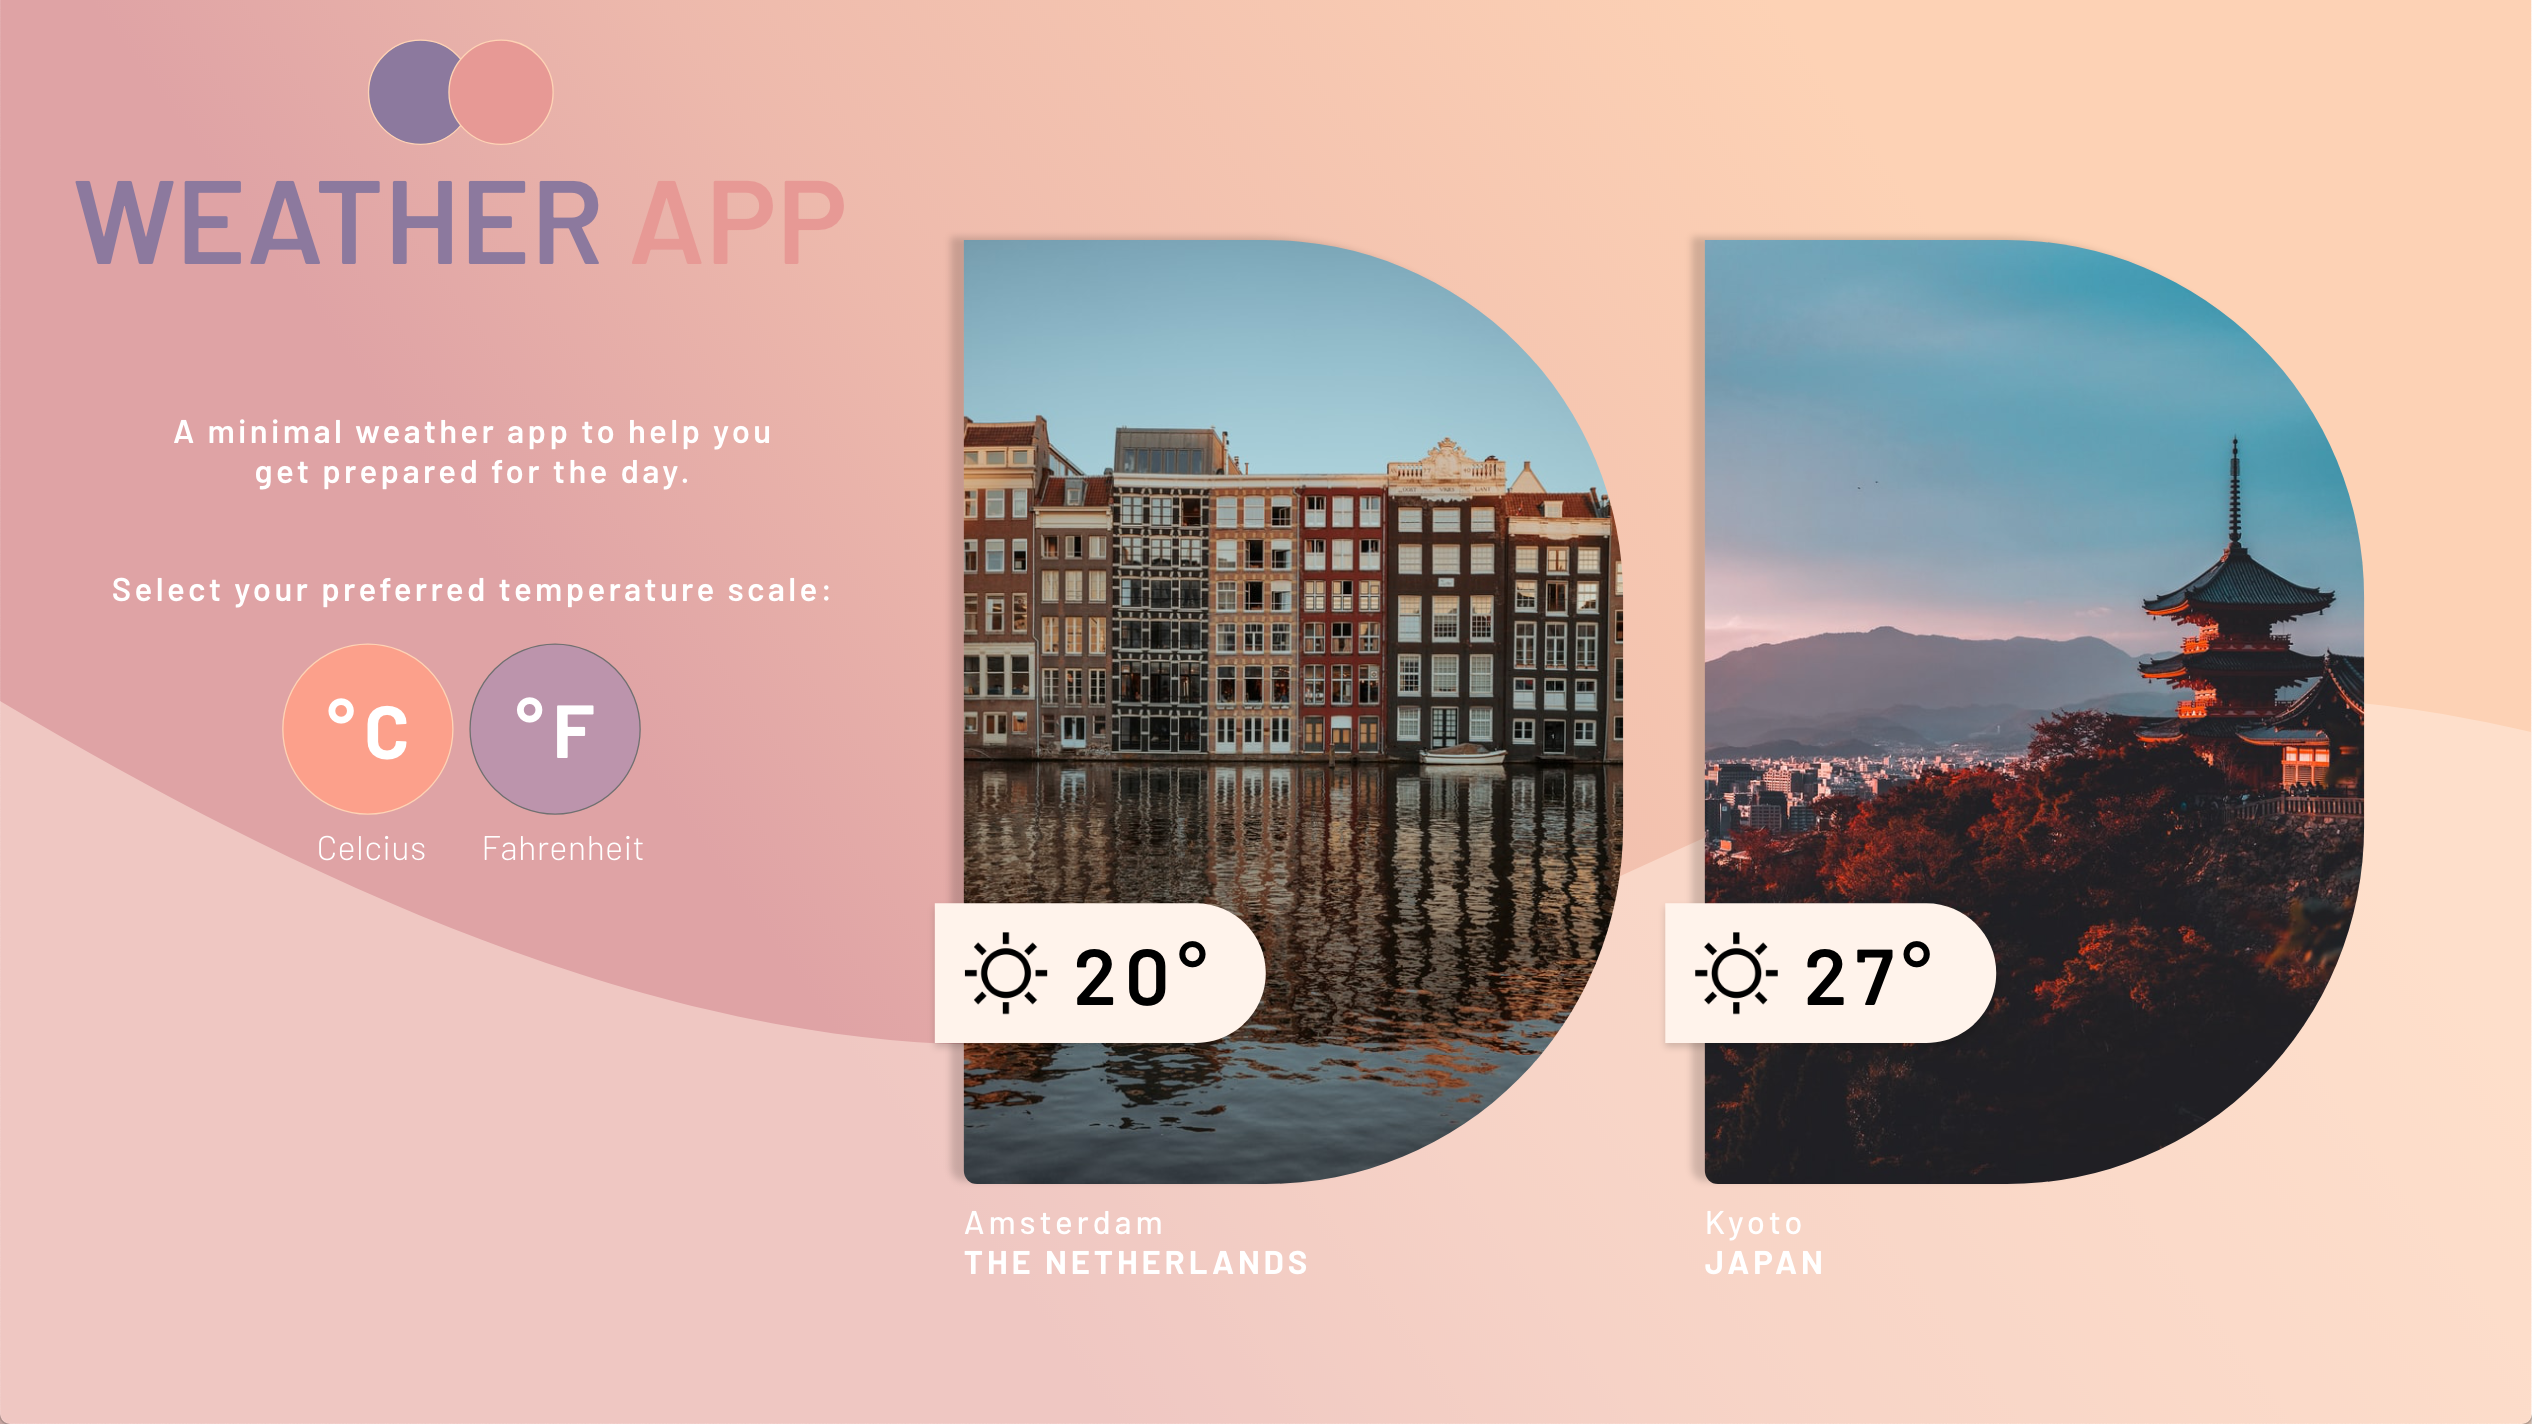 WEATHER APP
A minimal weather app to help you
get prepared for the day.
Select your preferred temperature scale:
°C
°F
Celcius
Fahrenheit
20°
27°
Amsterdam
THE NETHERLANDS
Kyoto
JAPAN